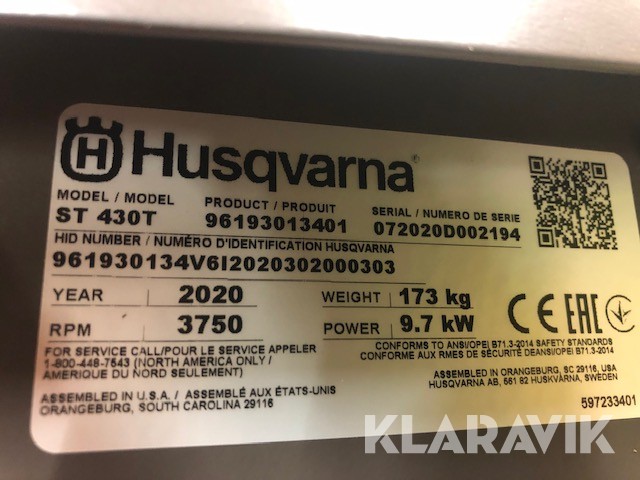 Husqvarna
MODEL / MODEL PRODUCT / PRODUIT SERIAL / NUMERO DE SERIE
ST 430T 96193013401 072020D002194
HID NUMBER / NUMÉRO D'IDENTIFICATION HUSQVARNA
961930134V6I2020302000303
YEAR 2020 WEIGHT 173 kg
RPM 3750 POWER 9.7 kW
CE EAC
FOR SERVICE CALL/POUR LE SERVICE APPELER
1-800-448-7543 (NORTH AMERICA ONLY /
AMERIQUE DU NORD SEULEMENT)
CONFORMS TO ANSI/OPEI B71.3-2014 SAFETY STANDARDS
CONFORME AUX RMES DE SÉCURITÉ DEANSI/OPEI B71.3-2014
ASSEMBLED IN U.S.A. / ASSEMBLÉ AUX ÉTATS-UNIS
ORANGEBURG, SOUTH CAROLINA 29116
ASSEMBLED IN ORANGEBURG, SC 29116, USA
HUSQVARNA AB, 561 82 HUSKVARNA, SWEDEN
597233401
KLARAVIK